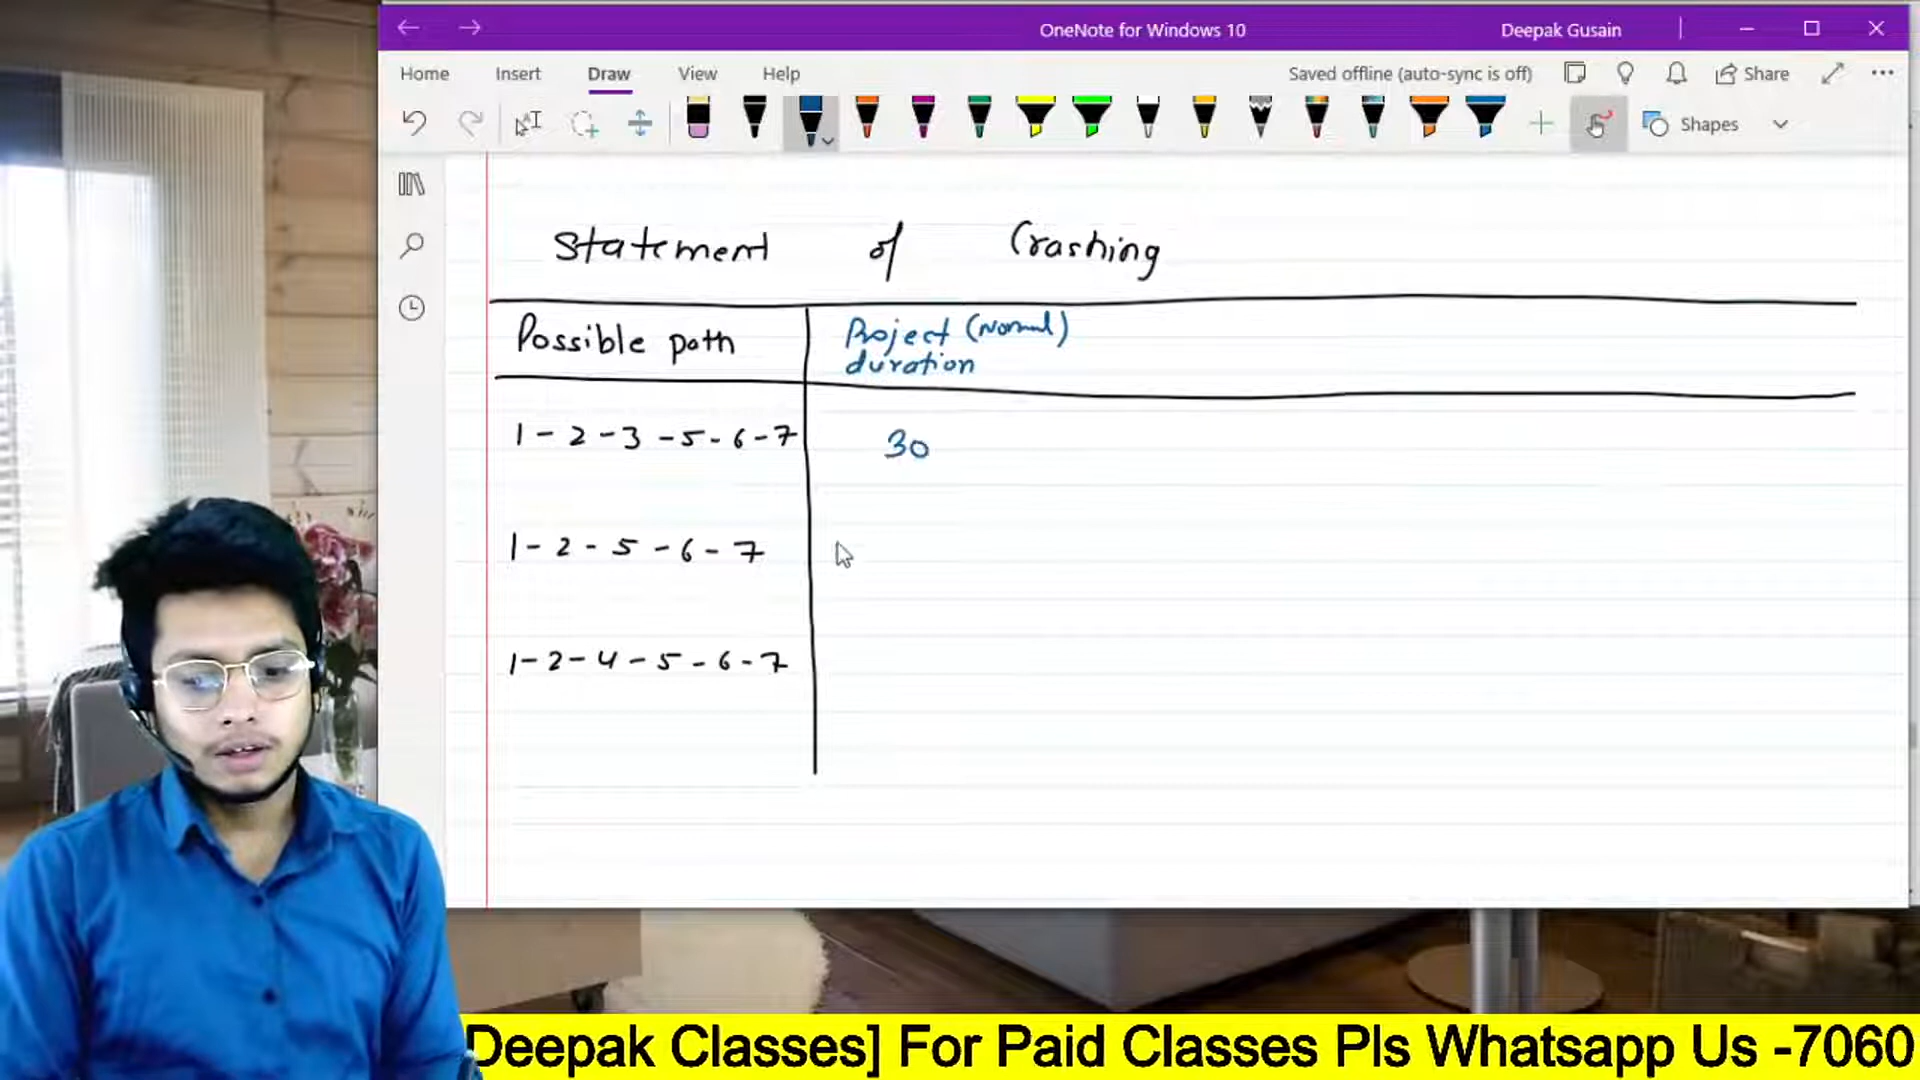 OneNote for Windows 10
Deepak Gusain
Home Insert Draw View Help
Saved offline (auto-sync is off)
Share
Shapes
Statement of Crashing
Possible path
Project (Normal)
duration
1 - 2 - 3 - 5 - 6 - 7
30
1 - 2 - 5 - 6 - 7
1 - 2 - 4 - 5 - 6 - 7
Deepak Classes] For Paid Classes Pls Whatsapp Us -7060